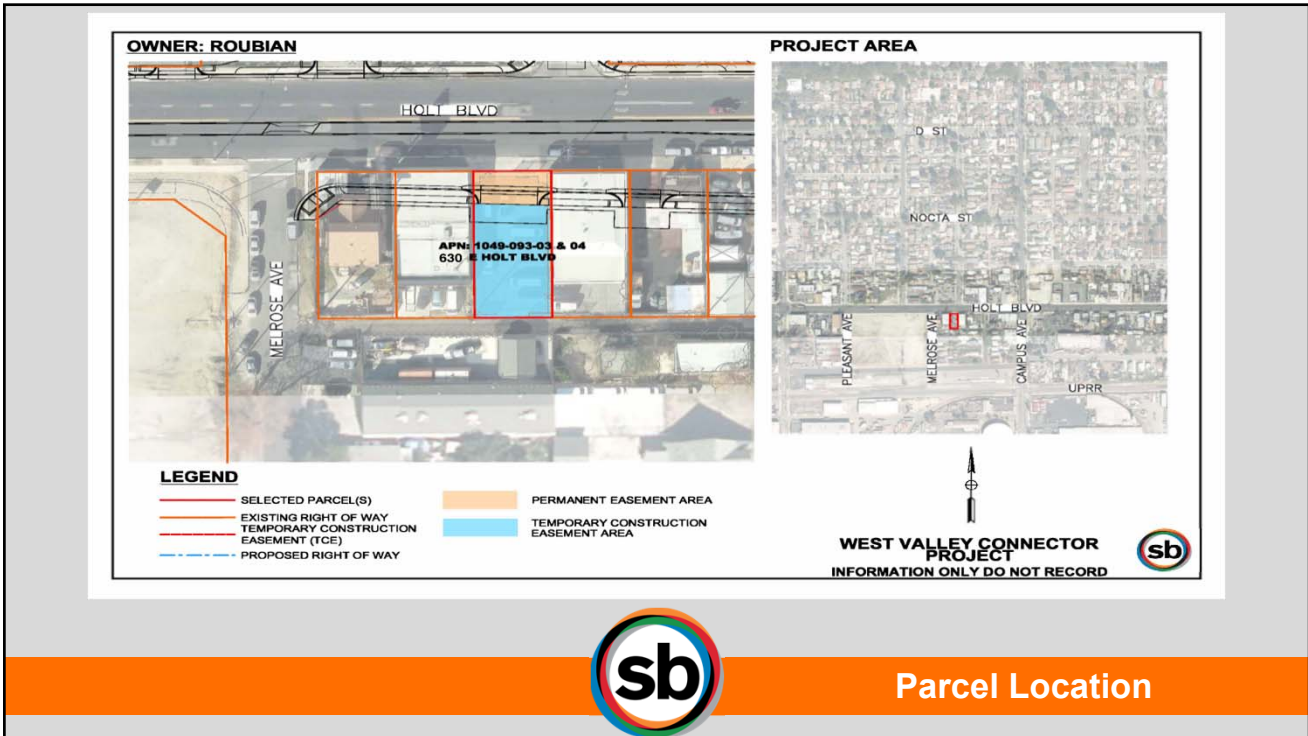 OWNER: ROUBIAN
HOLT BLVD
MELROSE AVE
APN: 1049-093-03 & 04
630 E HOLT BLVD
PROJECT AREA
D ST
NOCTA ST
HOLT BLVD
PLEASANT AVE
MELROSE AVE
CAMPUS AVE
UPRR
LEGEND
SELECTED PARCEL(S)
EXISTING RIGHT OF WAY
TEMPORARY CONSTRUCTION
EASEMENT (TCE)
PROPOSED RIGHT OF WAY
PERMANENT EASEMENT AREA
TEMPORARY CONSTRUCTION
EASEMENT AREA
WEST VALLEY CONNECTOR
PROJECT
INFORMATION ONLY DO NOT RECORD
sb
sb
Parcel Location